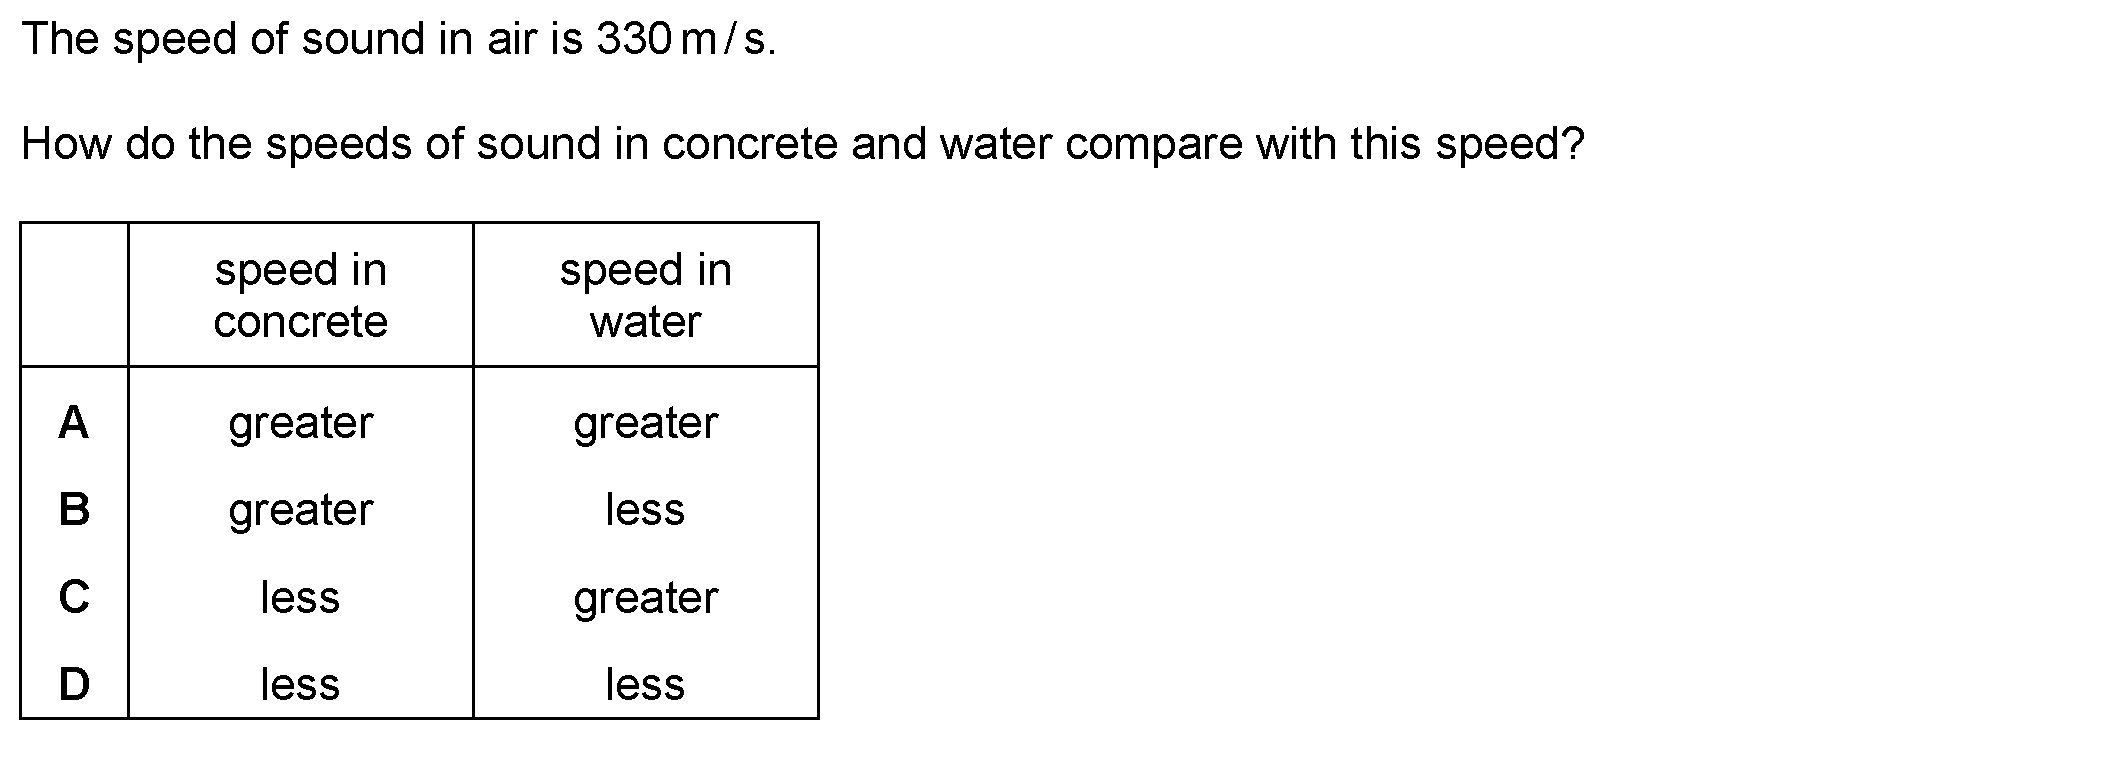 The speed of sound in air is 330 m / s.
How do the speeds of sound in concrete and water compare with this speed?
speed in concrete speed in water
A greater greater
B greater less
C less greater
D less less